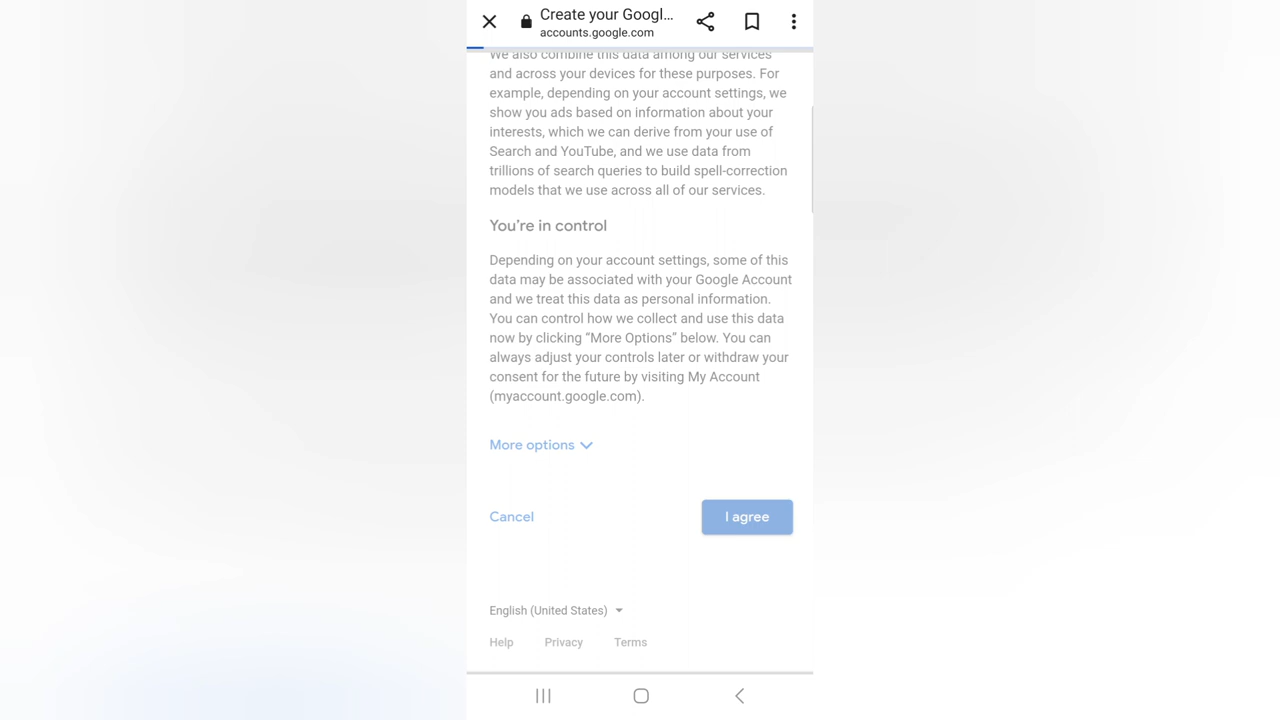 Create your Googl...
accounts.google.com
We also combine this data among our services
and across your devices for these purposes. For
example, depending on your account settings, we
show you ads based on information about your
interests, which we can derive from your use of
Search and YouTube, and we use data from
trillions of search queries to build spell-correction
models that we use across all of our services.
You’re in control
Depending on your account settings, some of this
data may be associated with your Google Account
and we treat this data as personal information.
You can control how we collect and use this data
now by clicking “More Options” below. You can
always adjust your controls later or withdraw your
consent for the future by visiting My Account
(myaccount.google.com).
More options
Cancel
I agree
English (United States)
Help Privacy Terms